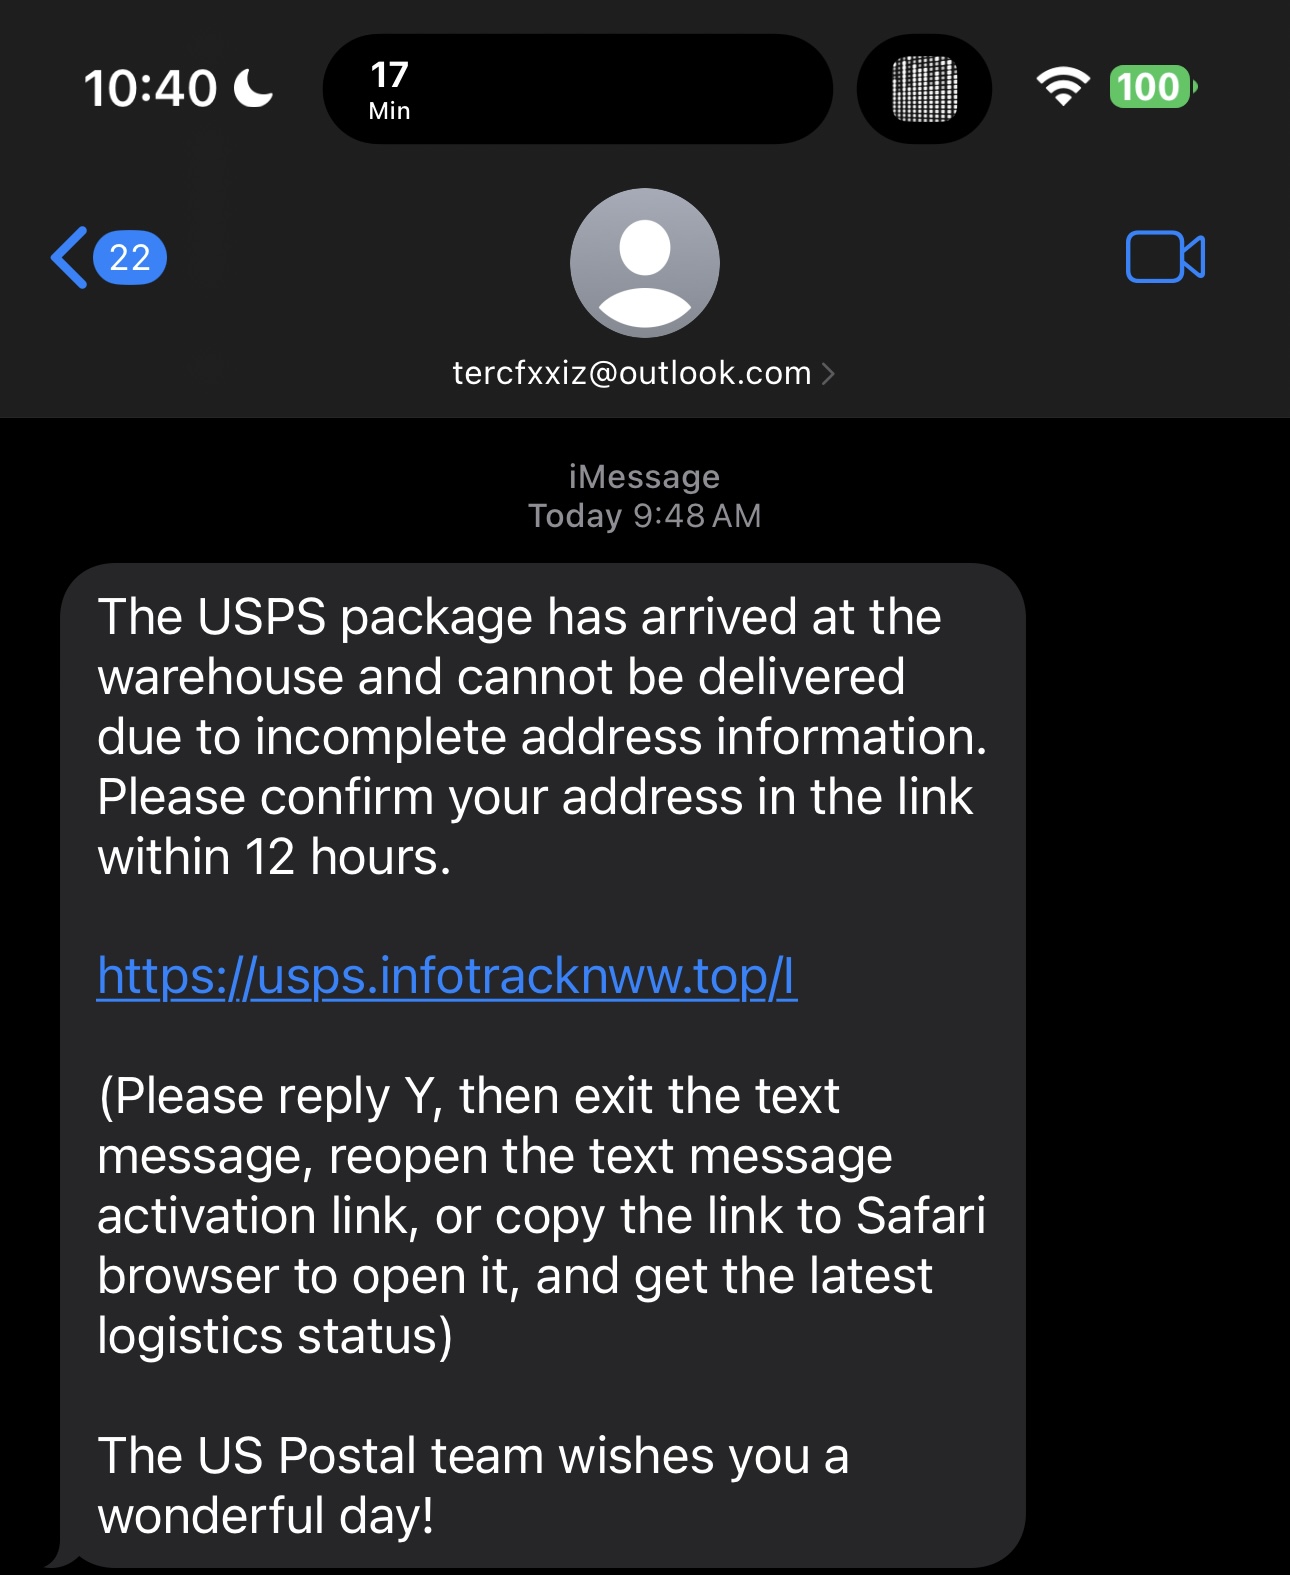 10:40
17
Min
100
22
tercfxxiz@outlook.com
iMessage
Today 9:48 AM
The USPS package has arrived at the
warehouse and cannot be delivered
due to incomplete address information.
Please confirm your address in the link
within 12 hours.
https://usps.infotracknww.top/l
(Please reply Y, then exit the text
message, reopen the text message
activation link, or copy the link to Safari
browser to open it, and get the latest
logistics status)
The US Postal team wishes you a
wonderful day!